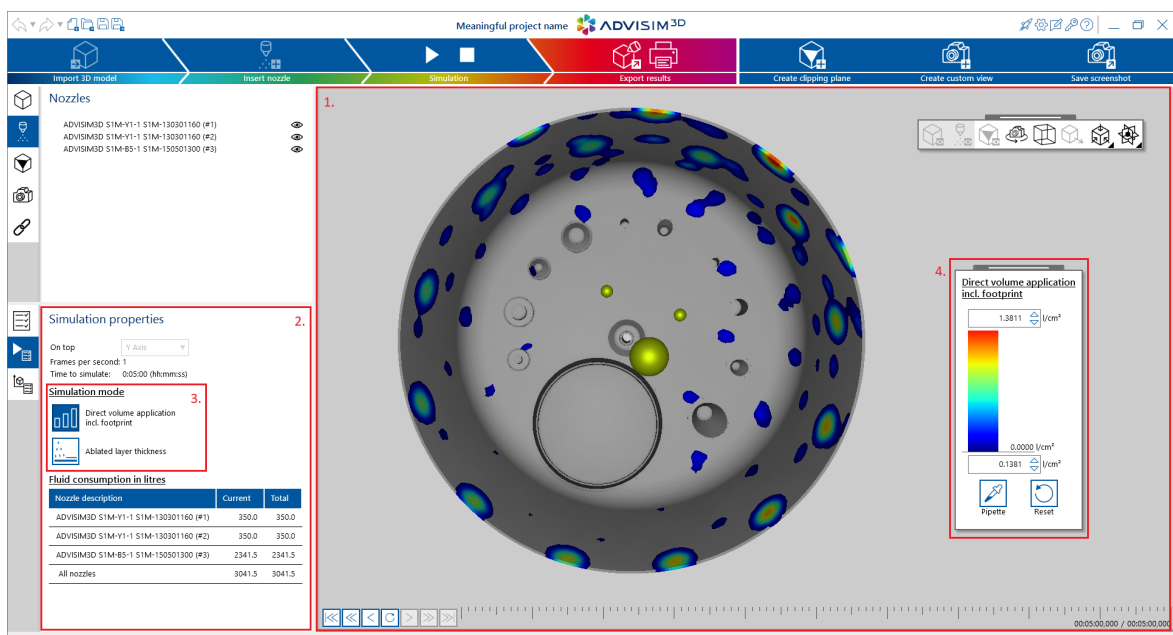 Meaningful project name ADVISIM3D
Import 3D model
Insert nozzle
Simulation
Export results
Create clipping plane
Create custom view
Save screenshot
Nozzles
ADVISIM3D S1M-Y1-1 S1M-130301160 (#1)
ADVISIM3D S1M-Y1-1 S1M-130301160 (#2)
ADVISIM3D S1M-B5-1 S1M-150501300 (#3)
Simulation properties 2.
On top Y Axis
Frames per second: 1
Time to simulate: 0:05:00 (hh:mm:ss)
Simulation mode 3.
Direct volume application
incl. footprint
Ablated layer thickness
Fluid consumption in litres
Nozzle description Current Total
ADVISIM3D S1M-Y1-1 S1M-130301160 (#1) 350.0 350.0
ADVISIM3D S1M-Y1-1 S1M-130301160 (#2) 350.0 350.0
ADVISIM3D S1M-B5-1 S1M-150501300 (#3) 2341.5 2341.5
All nozzles 3041.5 3041.5
1.
4.
Direct volume application
incl. footprint
1.3811 l/cm²
0.0000 l/cm²
0.1381 l/cm²
Pipette Reset
00:05:00,000 / 00:05:00,000